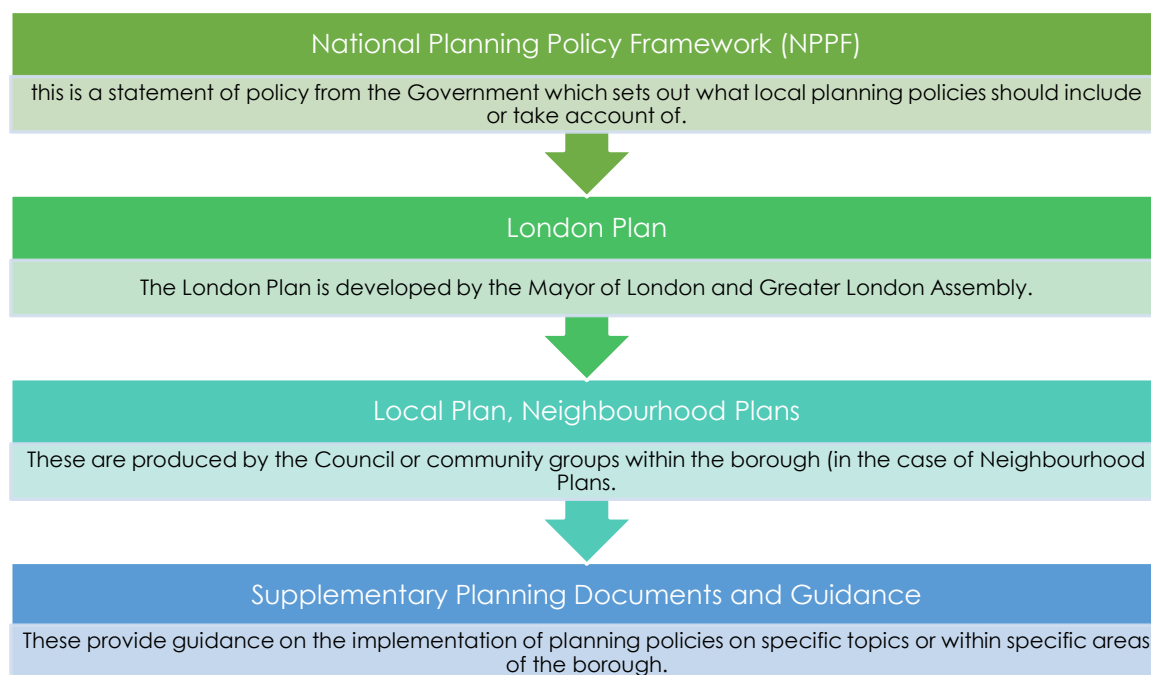 National Planning Policy Framework (NPPF)
this is a statement of policy from the Government which sets out what local planning policies should include
or take account of.
London Plan
The London Plan is developed by the Mayor of London and Greater London Assembly.
Local Plan, Neighbourhood Plans
These are produced by the Council or community groups within the borough (in the case of Neighbourhood
Plans.
Supplementary Planning Documents and Guidance
These provide guidance on the implementation of planning policies on specific topics or within specific areas
of the borough.